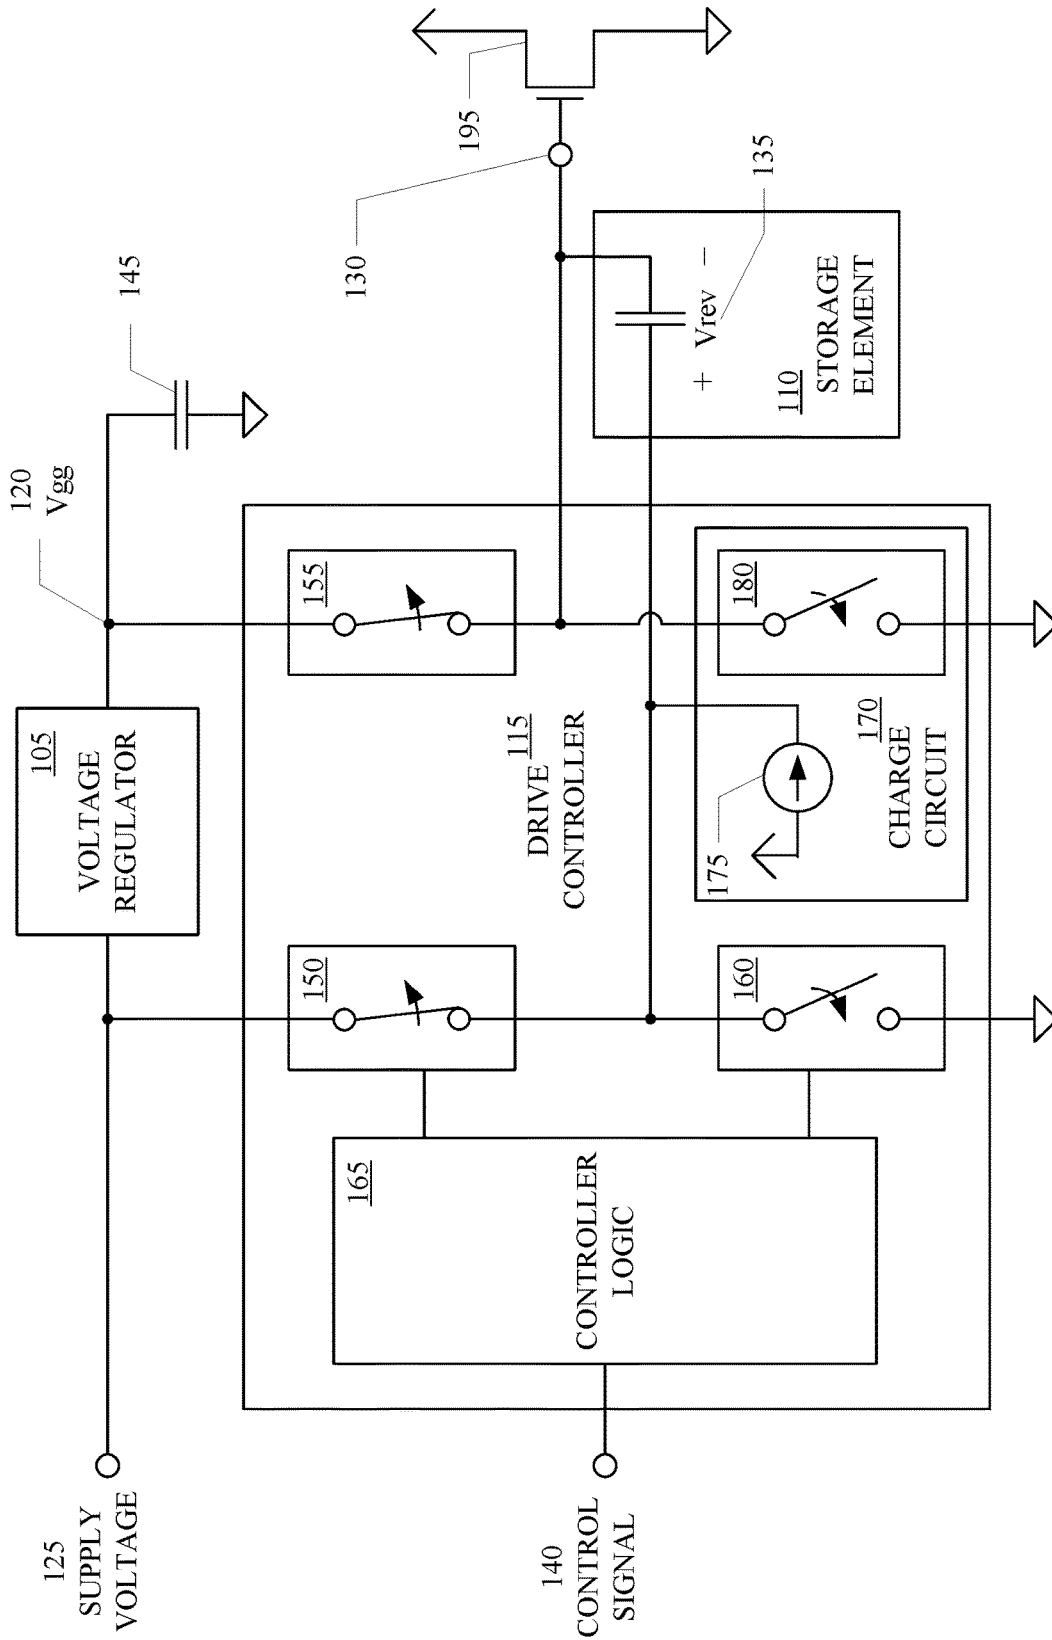 125
SUPPLY
VOLTAGE
105
VOLTAGE
REGULATOR
120
Vgg
145
140
CONTROL
SIGNAL
165
CONTROLLER
LOGIC
150
160
115
DRIVE
CONTROLLER
155
180
175
170
CHARGE
CIRCUIT
130
195
135
+ Vrev −
110
STORAGE
ELEMENT